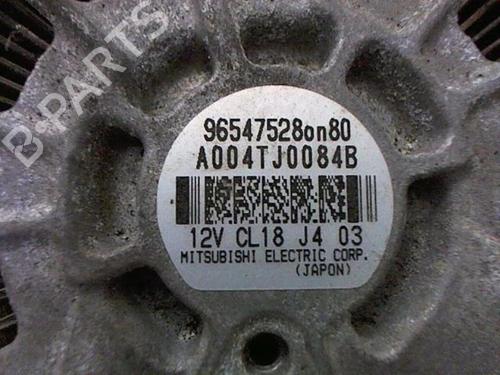 B-PARTS
96547528on80
A004TJ0084B
12V CL18 J4 03
MITSUBISHI ELECTRIC CORP.
(JAPON)